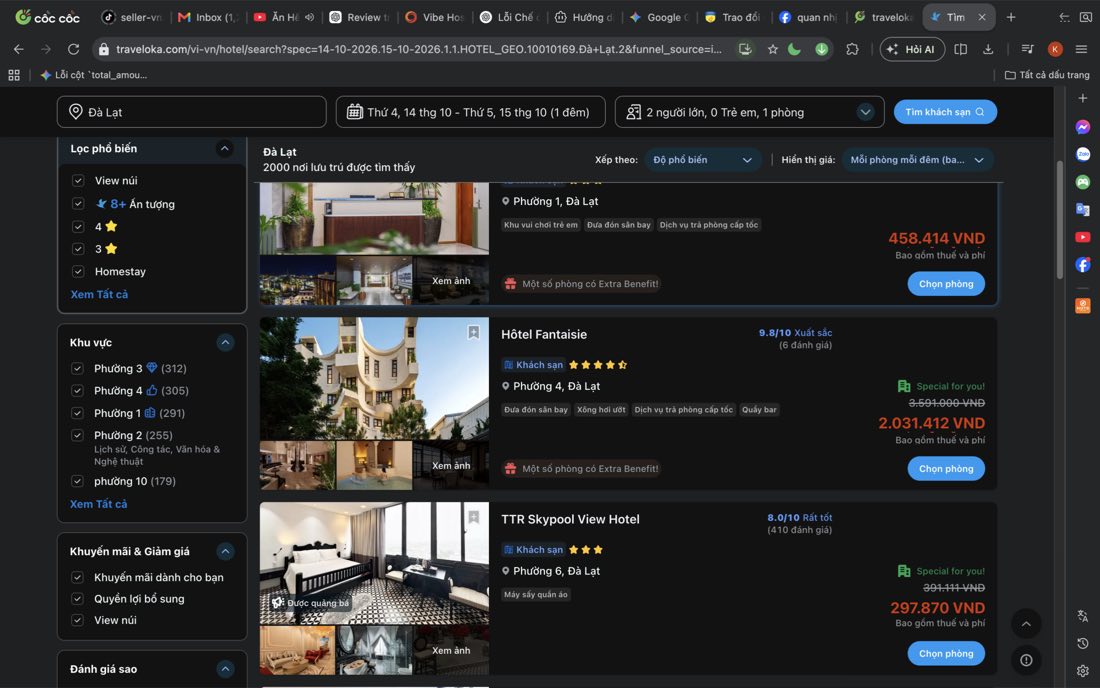 cốc cốc
seller-vn
Inbox (1,
Ăn Hế
Review t
Vibe Hos
Lỗi Chế
Hướng d
Google
Trao đổi
quan nh
traveloka
Tìm
traveloka.com/vi-vn/hotel/search?spec=14-10-2026.15-10-2026.1.1.HOTEL_GEO.10010169.Đà+Lạt.2&funnel_source=i...
Hỏi AI
K
Lỗi cột `total_amou...
Tất cả dấu trang
Đà Lạt
Thứ 4, 14 thg 10 - Thứ 5, 15 thg 10 (1 đêm)
2 người lớn, 0 Trẻ em, 1 phòng
Tìm khách sạn
Lọc phổ biến
View núi
8+ Ấn tượng
4
3
Homestay
Xem Tất cả
Khu vực
Phường 3 (312)
Phường 4 (305)
Phường 1 (291)
Phường 2 (255)
Lịch sử, Công tác, Văn hóa &
Nghệ thuật
phường 10 (179)
Xem Tất cả
Khuyến mãi & Giảm giá
Khuyến mãi dành cho bạn
Quyền lợi bổ sung
View núi
Đánh giá sao
Đà Lạt
2000 nơi lưu trú được tìm thấy
Xếp theo:
Độ phổ biến
Hiển thị giá:
Mỗi phòng mỗi đêm (ba...
Phường 1, Đà Lạt
Khu vui chơi trẻ em
Đưa đón sân bay
Dịch vụ trả phòng cấp tốc
458.414 VND
Bao gồm thuế và phí
Xem ảnh
Một số phòng có Extra Benefit!
Chọn phòng
Hôtel Fantaisie
9.8/10 Xuất sắc
(6 đánh giá)
Khách sạn
Phường 4, Đà Lạt
Đưa đón sân bay
Xông hơi ướt
Dịch vụ trả phòng cấp tốc
Quầy bar
Special for you!
3.591.000 VND
2.031.412 VND
Bao gồm thuế và phí
Xem ảnh
Một số phòng có Extra Benefit!
Chọn phòng
TTR Skypool View Hotel
8.0/10 Rất tốt
(410 đánh giá)
Khách sạn
Phường 6, Đà Lạt
Máy sấy quần áo
Được quảng bá
Special for you!
391.111 VND
297.870 VND
Bao gồm thuế và phí
Xem ảnh
Chọn phòng
Zalo